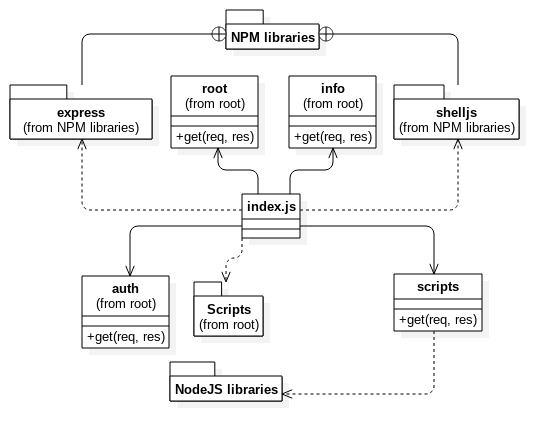 NPM libraries
express
(from NPM libraries)
root
(from root)
+get(req, res)
info
(from root)
+get(req, res)
shelljs
(from NPM libraries)
index.js
auth
(from root)
+get(req, res)
Scripts
(from root)
scripts
+get(req, res)
NodeJS libraries